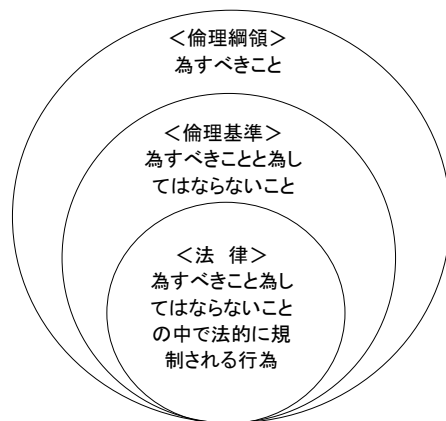 ＜倫理綱領＞
為すべきこと
＜倫理基準＞
為すべきことと為し
てはならないこと
＜法　律＞
為すべきこと為し
てはならないこと
の中で法的に規
制される行為